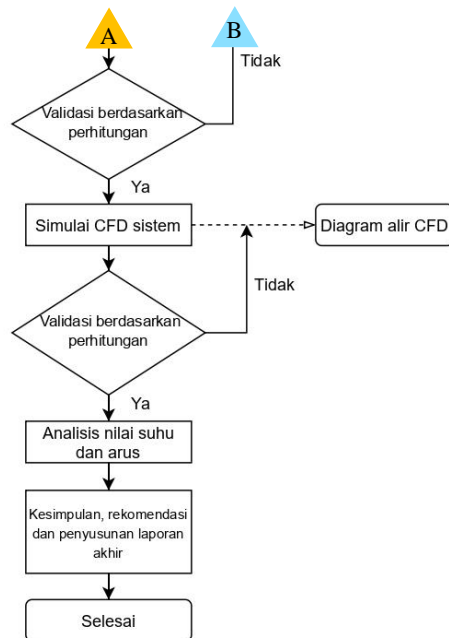 A
B
Tidak
Validasi berdasarkan
perhitungan
Ya
Simulai CFD sistem
Diagram alir CFD
Tidak
Validasi berdasarkan
perhitungan
Ya
Analisis nilai suhu
dan arus
Kesimpulan, rekomendasi
dan penyusunan laporan
akhir
Selesai